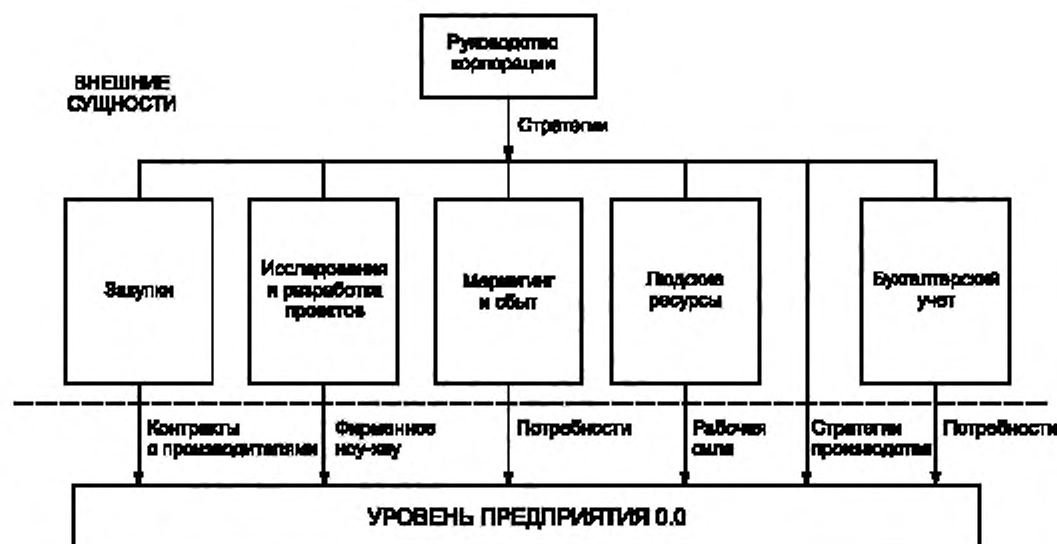 Руководство
корпорации
ВНЕШНИЕ
СУЩНОСТИ
Стратегии
Закупки
Исследования
и разработка
проектов
Маркетинг
и сбыт
Людские
ресурсы
Бухгалтерский
учет
Контракты
с производителями
Фирменное
ноу-хау
Потребности
Рабочая
сила
Стратегии
производства
Потребности
УРОВЕНЬ ПРЕДПРИЯТИЯ 0.0